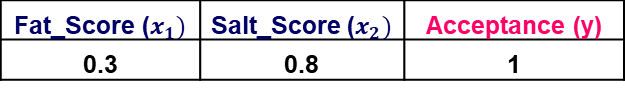 Fat_Score (𝑥₁) Salt_Score (𝑥₂) Acceptance (y)
0.3 0.8 1